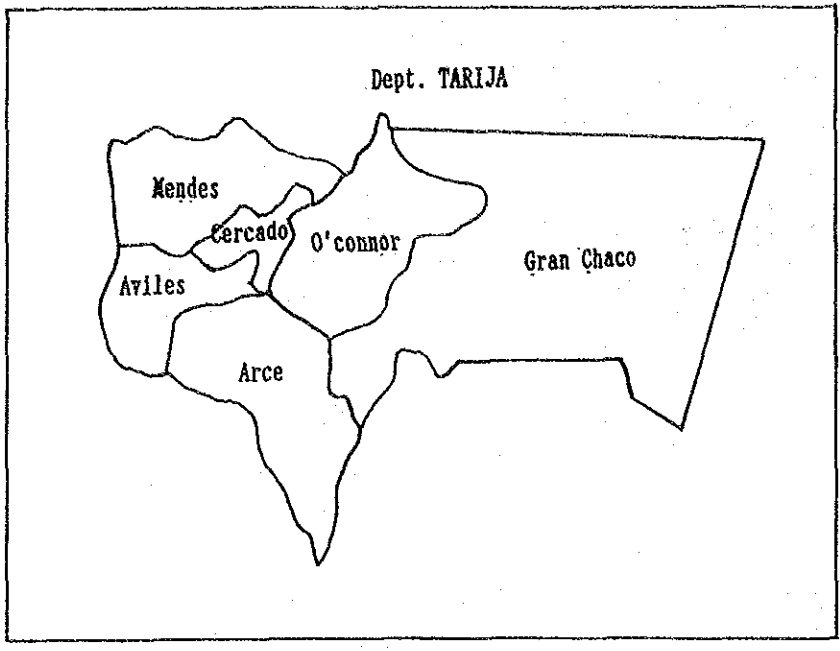 Dept. TARIJA
Mendes
Cercado
O'connor
Gran Chaco
Aviles
Arce